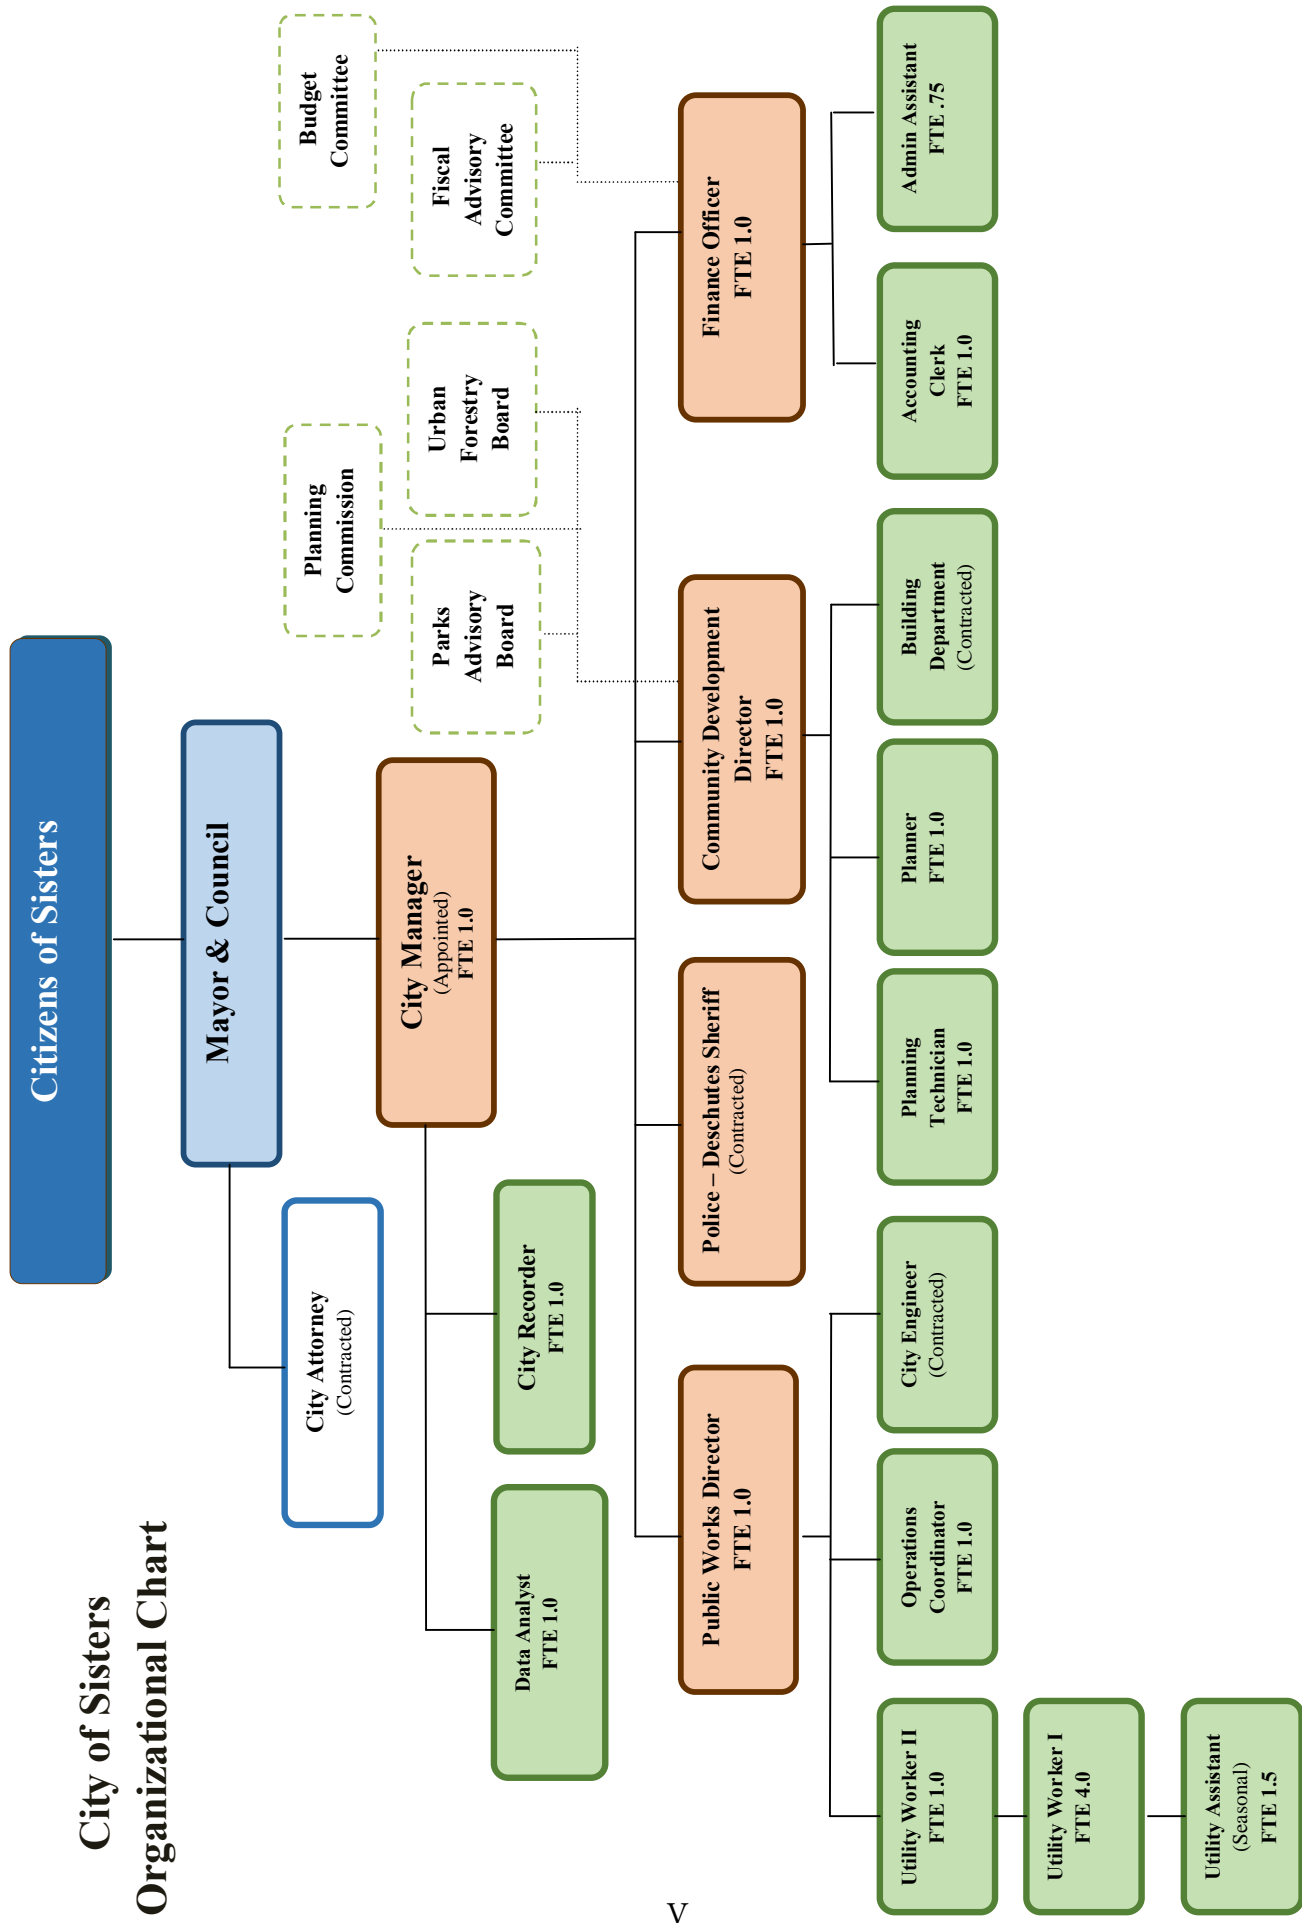 City of Sisters
Organizational Chart
Citizens of Sisters
Mayor & Council
City Attorney
(Contracted)
City Manager
(Appointed)
FTE 1.0
Budget
Committee
Planning
Commission
Fiscal
Advisory
Committee
Urban
Forestry
Board
Parks
Advisory
Board
Data Analyst
FTE 1.0
City Recorder
FTE 1.0
Public Works Director
FTE 1.0
Police – Deschutes Sheriff
(Contracted)
Community Development
Director
FTE 1.0
Finance Officer
FTE 1.0
Utility Worker II
FTE 1.0
Operations
Coordinator
FTE 1.0
City Engineer
(Contracted)
Planning
Technician
FTE 1.0
Planner
FTE 1.0
Building
Department
(Contracted)
Accounting
Clerk
FTE 1.0
Admin Assistant
FTE .75
Utility Worker I
FTE 4.0
Utility Assistant
(Seasonal)
FTE 1.5
V